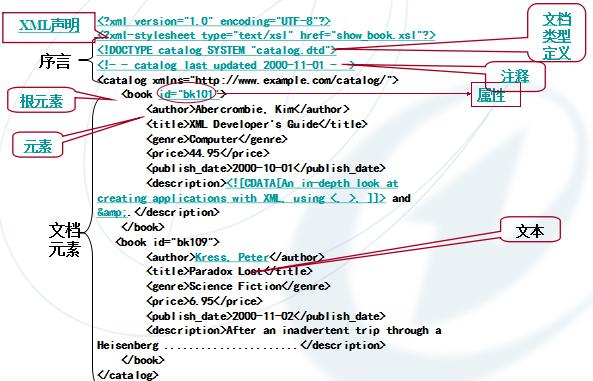 XML声明
<?xml version="1.0" encoding="UTF-8"?>
<?xml-stylesheet type="text/xsl" href="show_book.xsl"?>
<!DOCTYPE catalog SYSTEM "catalog.dtd">
<!- - catalog last updated 2000-11-01 - ->
文档
类型
定义
序言
注释
<catalog xmlns="http://www.example.com/catalog/">
<book id="bk101">
属性
根元素
<author>Abercrombie, Kim</author>
<title>XML Developer's Guide</title>
元素
<genre>Computer</genre>
<price>44.95</price>
<publish_date>2000-10-01</publish_date>
<description><![CDATA[An in-depth look at
creating applications with XML, using <, >, ]]> and
&amp;.</description>
</book>
文档
元素
<book id="bk109">
<author>Kress, Peter</author>
文本
<title>Paradox Lost</title>
<genre>Science Fiction</genre>
<price>6.95</price>
<publish_date>2000-11-02</publish_date>
<description>After an inadvertent trip through a
Heisenberg ......................</description>
</book>
</catalog>